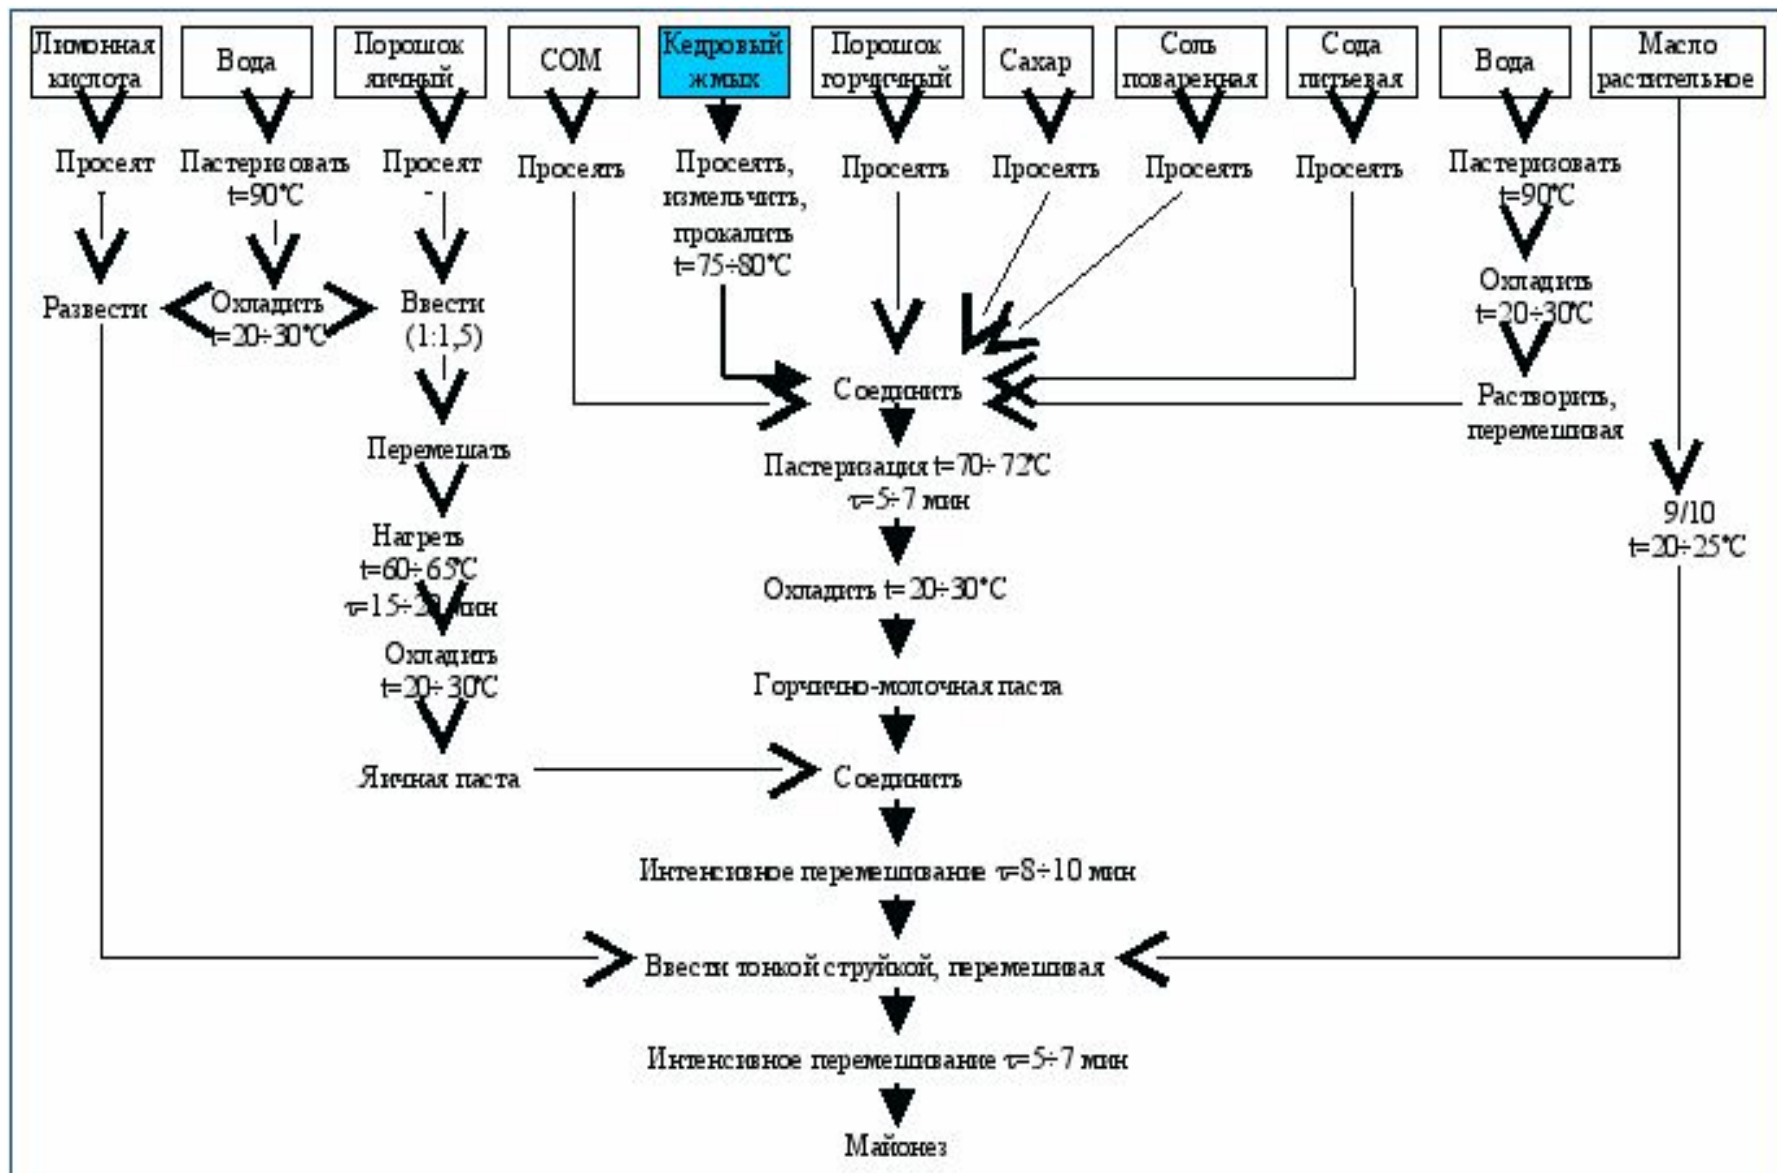 Лимонная
кислота
Вода
Порошок
яичный
СОМ
Кедровый
жмых
Порошок
горчичный
Сахар
Соль
поваренная
Сода
питьевая
Вода
Масло
растительное
Просеят
Пастеризовать
t=90°C
Просеят
Просеять
Просеять,
измельчить,
прокалить
t=75÷80°C
Просеять
Просеять
Просеять
Просеять
Пастеризовать
t=90°C
Развести
Охладить
t=20÷30°C
Ввести
(1:1,5)
Охладить
t=20÷30°C
Соединить
Растворить,
перемешивая
Перемешать
Пастеризация t=70÷72°C
τ=5÷7 мин
9/10
t=20÷25°C
Нагреть
t=60÷65°C
τ=15÷20 мин
Охладить t=20÷30°C
Охладить
t=20÷30°C
Горчично-молочная паста
Яичная паста
Соединить
Интенсивное перемешивание τ=8÷10 мин
Ввести тонкой струйкой, перемешивая
Интенсивное перемешивание τ=5÷7 мин
Майонез